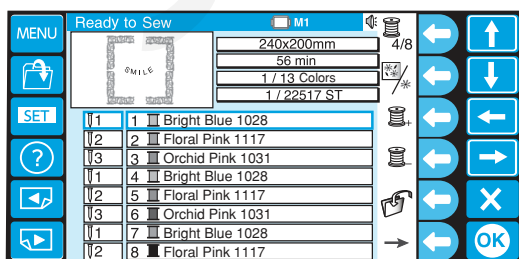 MENU
Ready to Sew M1
240x200mm 4/8
SMILE
56 min
1 / 13 Colors
1 / 22517 ST
SET
1 1 Bright Blue 1028
2 2 Floral Pink 1117
3 3 Orchid Pink 1031
1 4 Bright Blue 1028
2 5 Floral Pink 1117
3 6 Orchid Pink 1031
1 7 Bright Blue 1028
2 8 Floral Pink 1117
OK